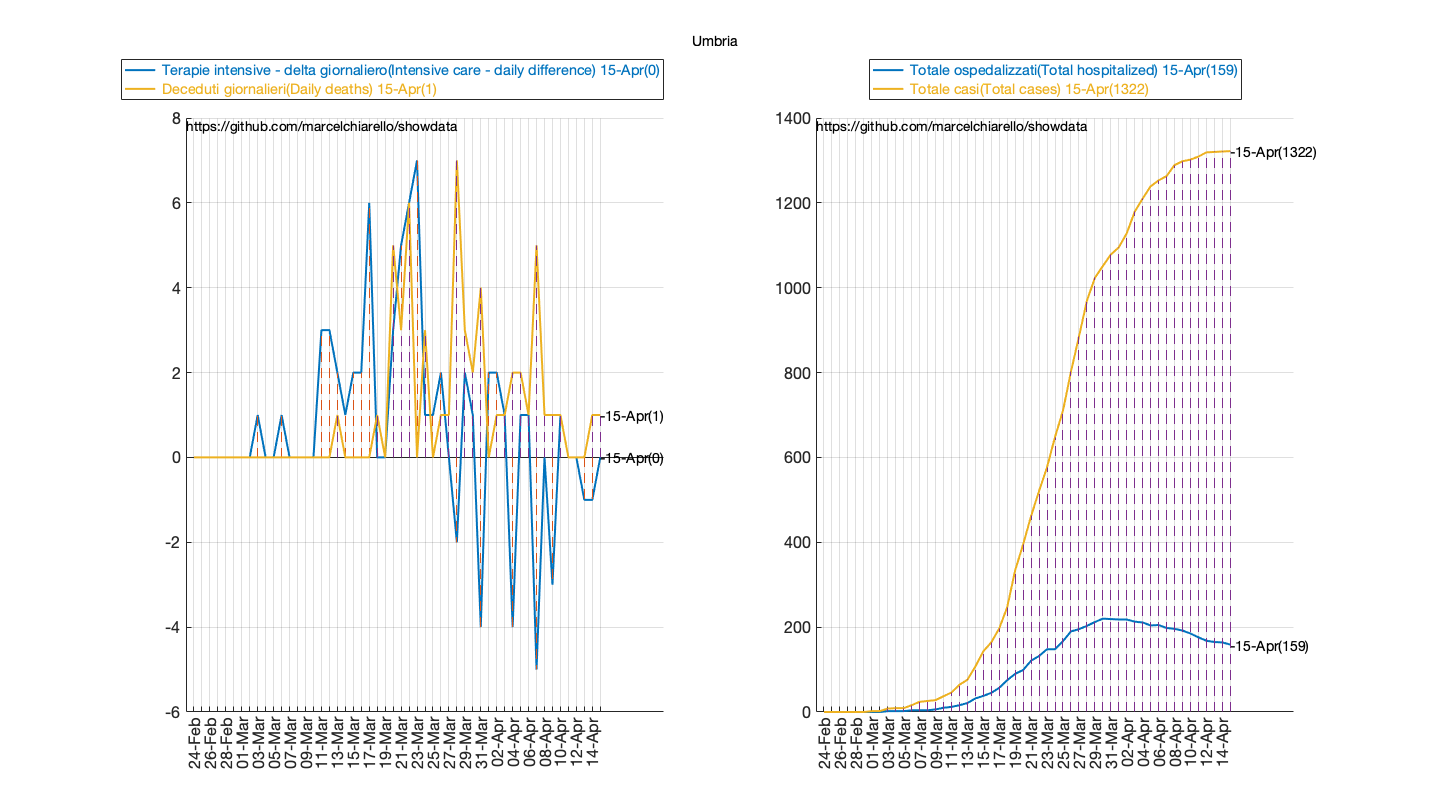 Umbria
Terapie intensive - delta giornaliero(Intensive care - daily difference) 15-Apr(0)
Deceduti giornalieri(Daily deaths) 15-Apr(1)
https://github.com/marcelchiarello/showdata
8
6
4
2
0
-2
-4
-6
-15-Apr(1)
-15-Apr(0)
24-Feb
26-Feb
28-Feb
01-Mar
03-Mar
05-Mar
07-Mar
09-Mar
11-Mar
13-Mar
15-Mar
17-Mar
19-Mar
21-Mar
23-Mar
25-Mar
27-Mar
29-Mar
31-Mar
02-Apr
04-Apr
06-Apr
08-Apr
10-Apr
12-Apr
14-Apr
Totale ospedalizzati(Total hospitalized) 15-Apr(159)
Totale casi(Total cases) 15-Apr(1322)
https://github.com/marcelchiarello/showdata
1400
1200
1000
800
600
400
200
0
-15-Apr(1322)
-15-Apr(159)
24-Feb
26-Feb
28-Feb
01-Mar
03-Mar
05-Mar
07-Mar
09-Mar
11-Mar
13-Mar
15-Mar
17-Mar
19-Mar
21-Mar
23-Mar
25-Mar
27-Mar
29-Mar
31-Mar
02-Apr
04-Apr
06-Apr
08-Apr
10-Apr
12-Apr
14-Apr